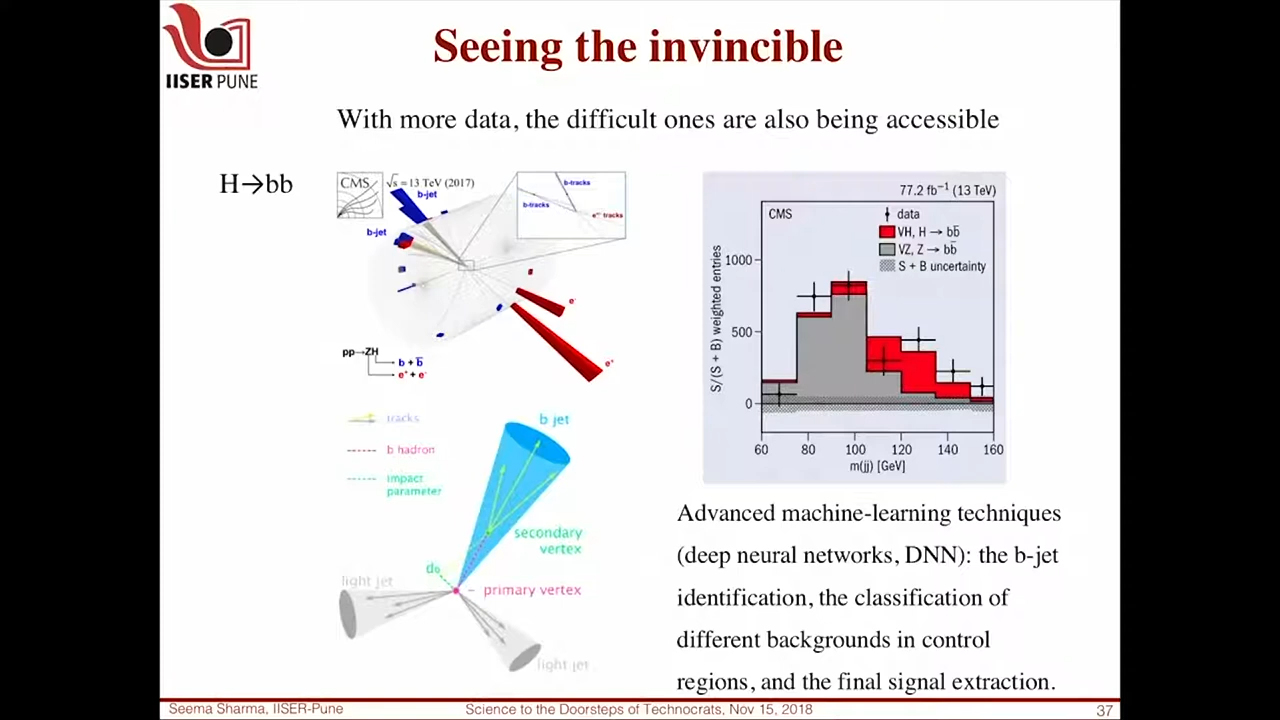 IISER PUNE
Seeing the invincible
With more data, the difficult ones are also being accessible
H→bb
CMS
√s = 13 TeV (2017)
b-jet
b-jet
b-tracks
b-tracks
e⁺e⁻ tracks
e⁻
e⁺
pp→ZH
b + b̅
e⁺ + e⁻
77.2 fb⁻¹ (13 TeV)
CMS
data
VH, H → bb̅
VZ, Z → bb̅
S + B uncertainty
S/(S + B) weighted entries
1000
500
0
60 80 100 120 140 160
m(jj) [GeV]
tracks
b hadron
impact
parameter
b jet
secondary
vertex
d₀
light jet
primary vertex
light jet
Advanced machine-learning techniques
(deep neural networks, DNN): the b-jet
identification, the classification of
different backgrounds in control
regions, and the final signal extraction.
Seema Sharma, IISER-Pune
Science to the Doorsteps of Technocrats, Nov 15, 2018
37